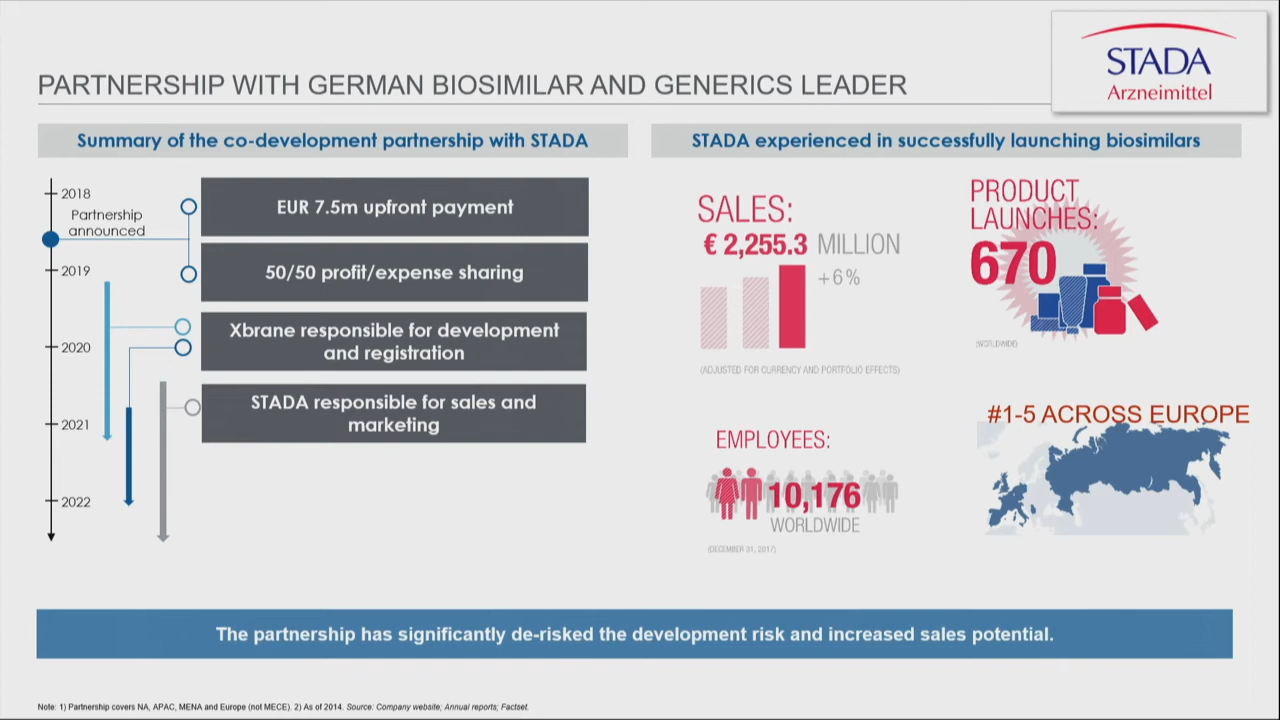 STADA
Arzneimittel
PARTNERSHIP WITH GERMAN BIOSIMILAR AND GENERICS LEADER
Summary of the co-development partnership with STADA
2018
Partnership
announced
2019
2020
2021
2022
EUR 7.5m upfront payment
50/50 profit/expense sharing
Xbrane responsible for development
and registration
STADA responsible for sales and
marketing
STADA experienced in successfully launching biosimilars
SALES:
€ 2,255.3 MILLION
+6%
(ADJUSTED FOR CURRENCY AND PORTFOLIO EFFECTS)
PRODUCT
LAUNCHES:
670
(WORLDWIDE)
EMPLOYEES:
10,176
WORLDWIDE
(DECEMBER 31, 2017)
#1-5 ACROSS EUROPE
The partnership has significantly de-risked the development risk and increased sales potential.
Note: 1) Partnership covers NA, APAC, MENA and Europe (not MECE). 2) As of 2014. Source: Company website; Annual reports; Factset.